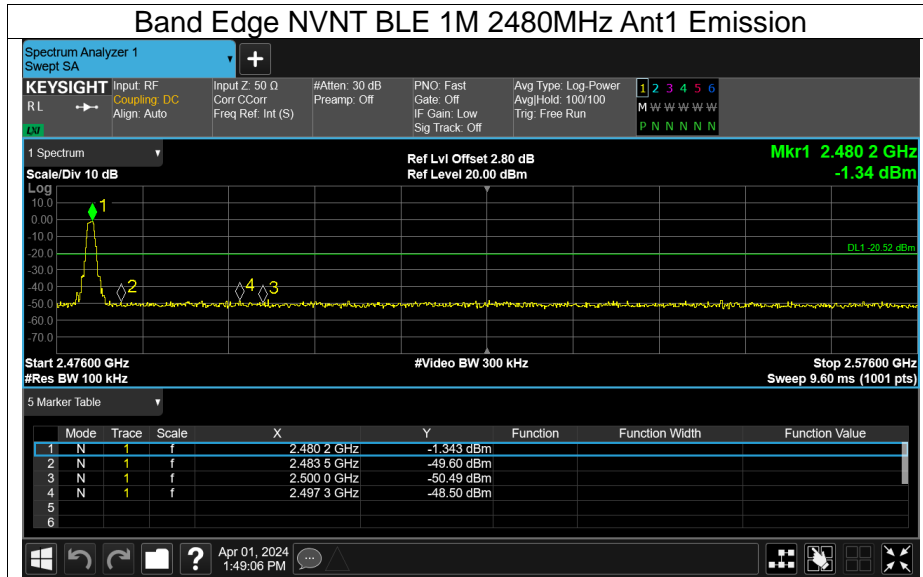 Band Edge NVNT BLE 1M 2480MHz Ant1 Emission
Spectrum Analyzer 1
Swept SA
+
KEYSIGHT
R L
LXI
Input: RF
Coupling: DC
Align: Auto
Input Z: 50 Ω
Corr CCorr
Freq Ref: Int (S)
#Atten: 30 dB
Preamp: Off
PNO: Fast
Gate: Off
IF Gain: Low
Sig Track: Off
Avg Type: Log-Power
Avg|Hold: 100/100
Trig: Free Run
1 2 3 4 5 6
M W W W W W
P N N N N N
1 Spectrum
Scale/Div 10 dB
Ref Lvl Offset 2.80 dB
Ref Level 20.00 dBm
Mkr1 2.480 2 GHz
-1.34 dBm
Log
10.0
0.00
-10.0
-20.0
-30.0
-40.0
-50.0
-60.0
-70.0
1
2
4
3
DL1 -20.52 dBm
Start 2.47600 GHz
#Res BW 100 kHz
#Video BW 300 kHz
Stop 2.57600 GHz
Sweep 9.60 ms (1001 pts)
5 Marker Table
Mode Trace Scale X Y Function Function Width Function Value
1 N 1 f 2.480 2 GHz -1.343 dBm
2 N 1 f 2.483 5 GHz -49.60 dBm
3 N 1 f 2.500 0 GHz -50.49 dBm
4 N 1 f 2.497 3 GHz -48.50 dBm
5
6
?
Apr 01, 2024
1:49:06 PM